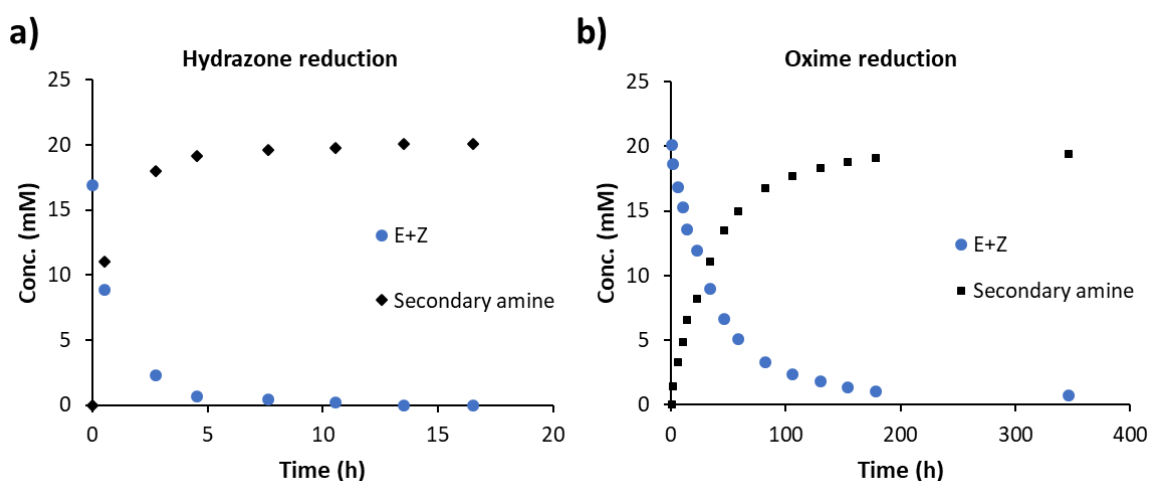 a)
Hydrazone reduction
Conc. (mM)
25
20
15
10
5
0
E+Z
Secondary amine
0 5 10 15 20
Time (h)
b)
Oxime reduction
Conc. (mM)
25
20
15
10
5
0
E+Z
Secondary amine
0 100 200 300 400
Time (h)